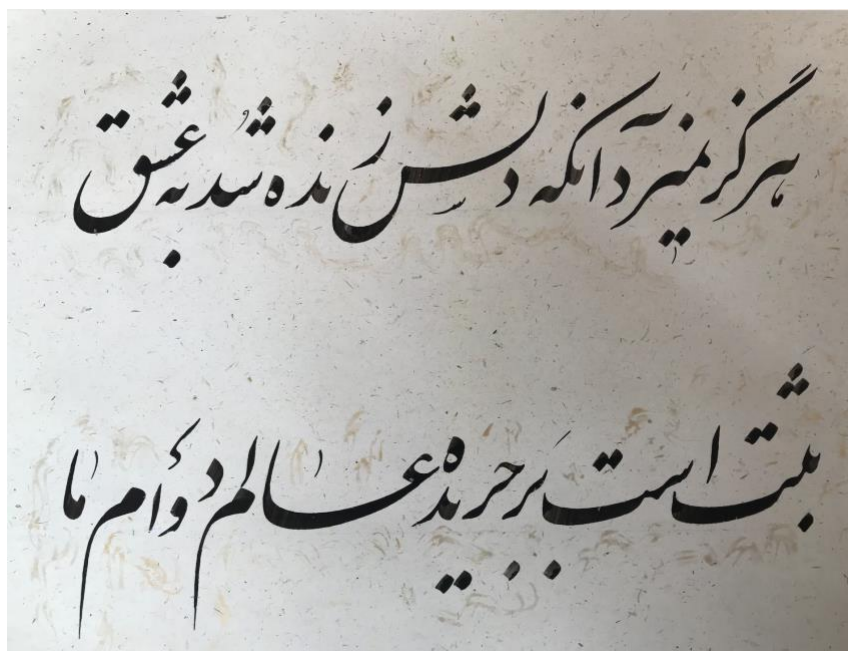 هرگز نمیرد آنکه دلش زنده شد به عشق
ثبت است بر جریده عالم دوام ما